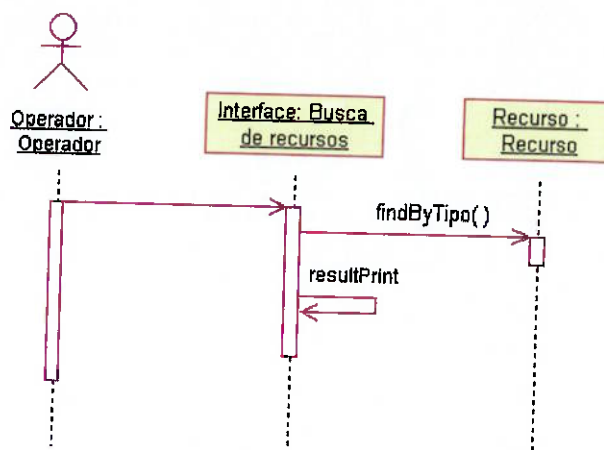 Operador :
Operador
Interface: Busca
de recursos
Recurso :
Recurso
findByTipo( )
resultPrint